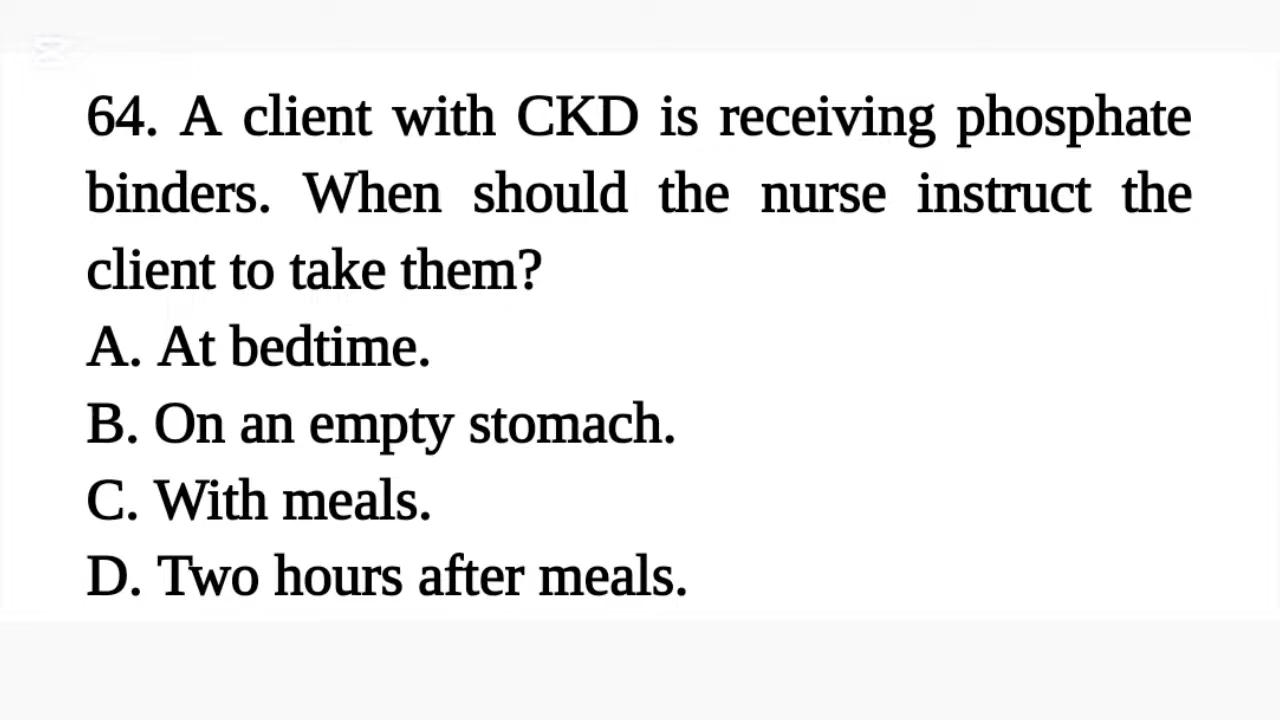 64. A client with CKD is receiving phosphate
binders. When should the nurse instruct the
client to take them?
A. At bedtime.
B. On an empty stomach.
C. With meals.
D. Two hours after meals.